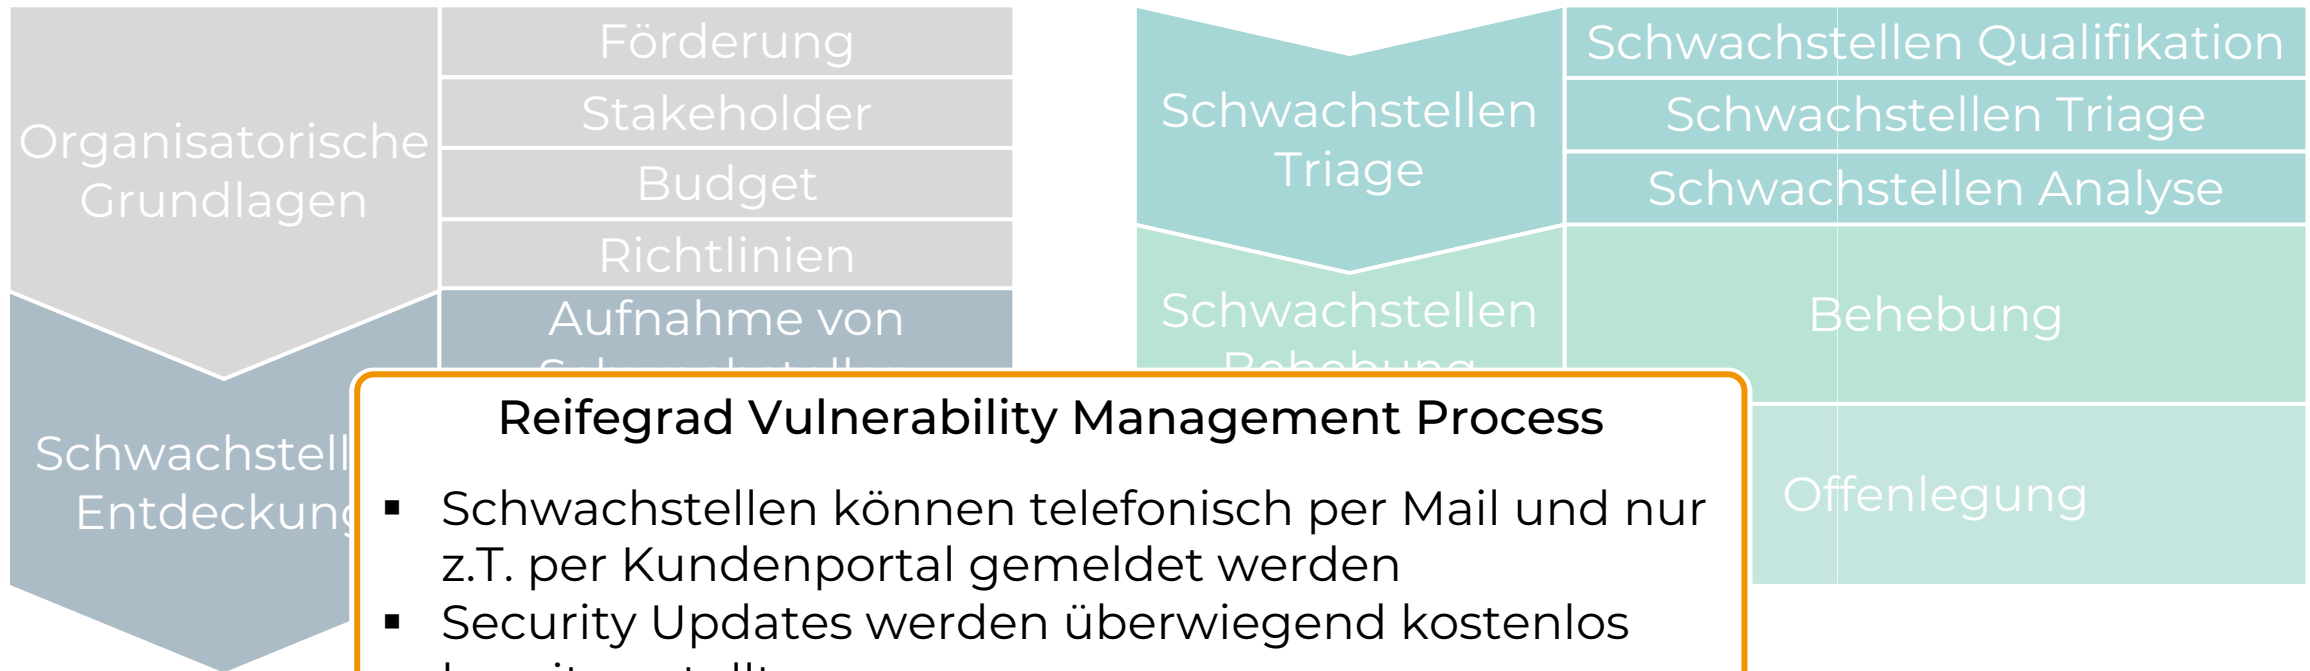 Organisatorische
Grundlagen
Förderung
Stakeholder
Budget
Richtlinien
Aufnahme von
Entdeckung
Schwachstellen
Triage
Schwachstellen Qualifikation
Schwachstellen Triage
Schwachstellen Analyse
Schwachstellen
Behebung
Behebung
Offenlegung
Reifegrad Vulnerability Management Process
▪ Schwachstellen können telefonisch per Mail und nur
z.T. per Kundenportal gemeldet werden
▪ Security Updates werden überwiegend kostenlos